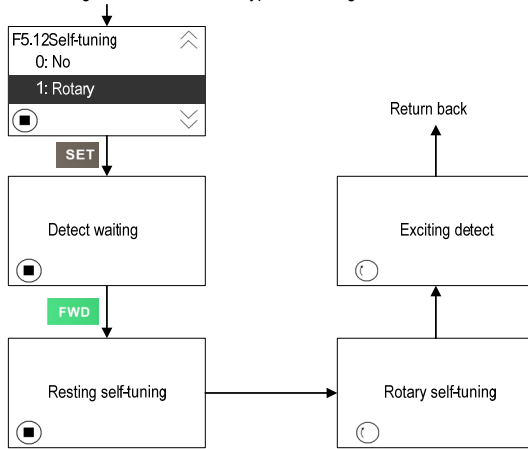 F5.12Self-tuning
0: No
1: Rotary
SET
Detect waiting
FWD
Resting self-tuning
Rotary self-tuning
Exciting detect
Return back